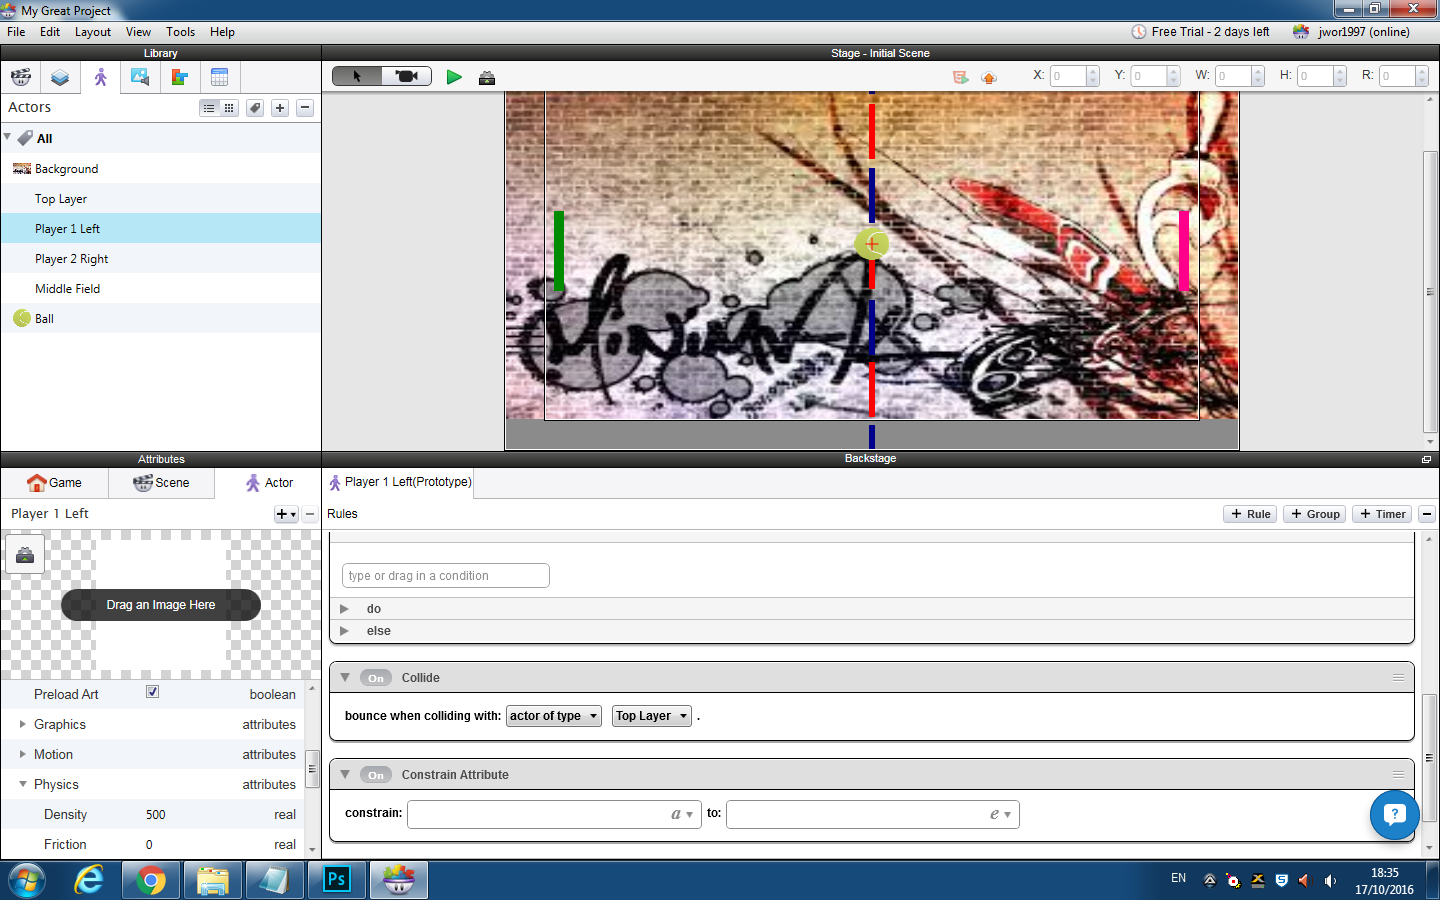 My Great Project
File Edit Layout View Tools Help
Free Trial - 2 days left jwor1997 (online)
Library
Stage - Initial Scene
X: 0 Y: 0 W: 0 H: 0 R: 0
Actors
All
Background
Top Layer
Player 1 Left
Player 2 Right
Middle Field
Ball
Attributes
Backstage
Game Scene Actor
Player 1 Left(Prototype)
Player 1 Left
Rules
+ Rule + Group + Timer
Drag an Image Here
type or drag in a condition
do
else
On Collide
bounce when colliding with: actor of type Top Layer .
On Constrain Attribute
constrain: a to: e
Preload Art boolean
Graphics attributes
Motion attributes
Physics attributes
Density 500 real
Friction 0 real
Ps
EN
18:35
17/10/2016